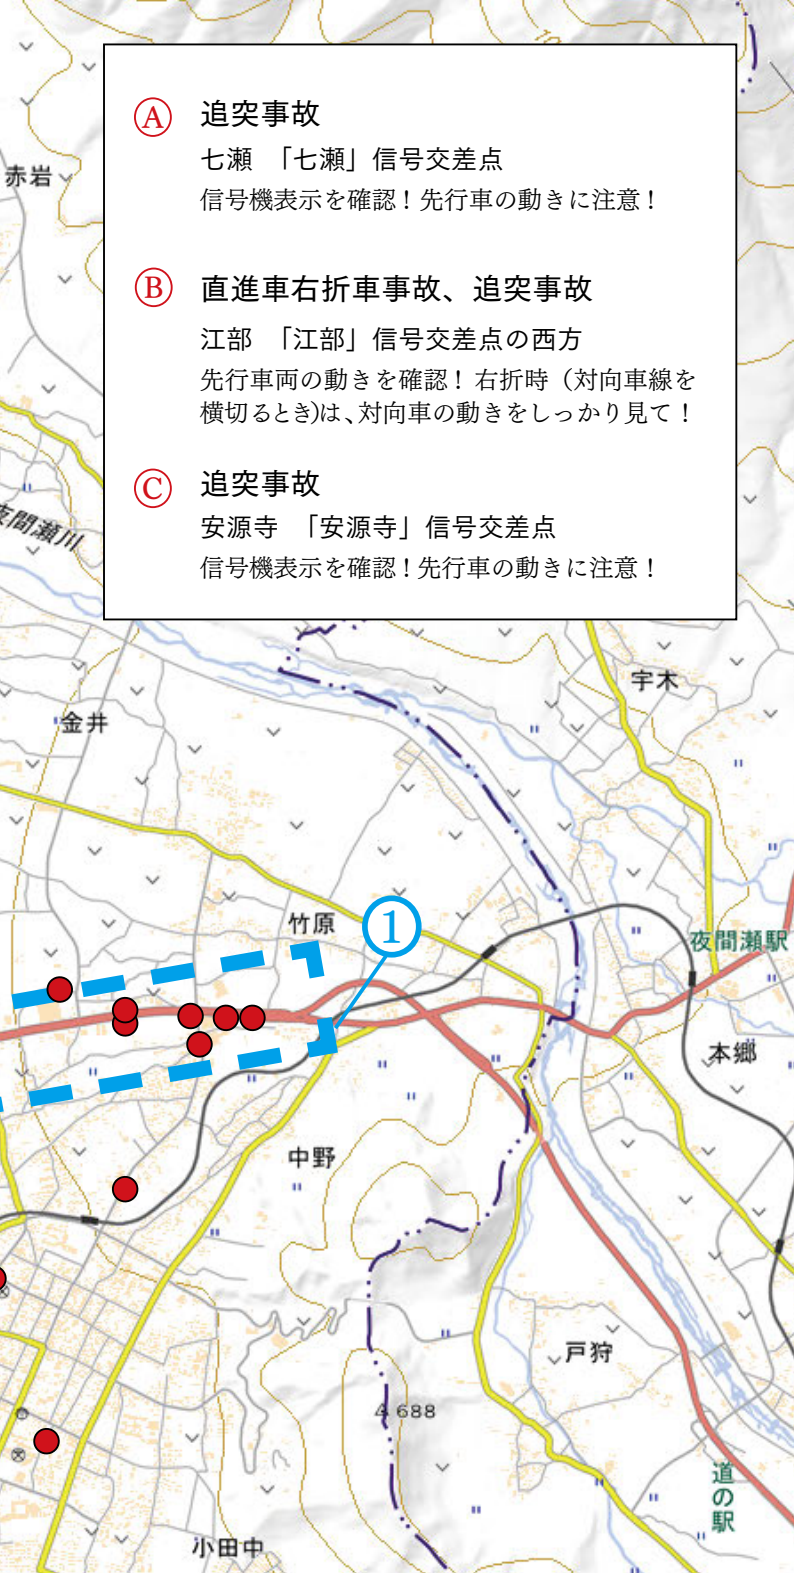 Ⓐ 追突事故
七瀬 「七瀬」信号交差点
信号機表示を確認！先行車の動きに注意！
Ⓑ 直進車右折車事故、追突事故
江部 「江部」信号交差点の西方
先行車両の動きを確認！右折時（対向車線を
横切るとき）は、対向車の動きをしっかり見て！
Ⓒ 追突事故
安源寺 「安源寺」信号交差点
信号機表示を確認！先行車の動きに注意！
赤岩
夜間瀬川
宇木
金井
竹原
①
夜間瀬駅
本郷
中野
戸狩
688
道の駅
小田中